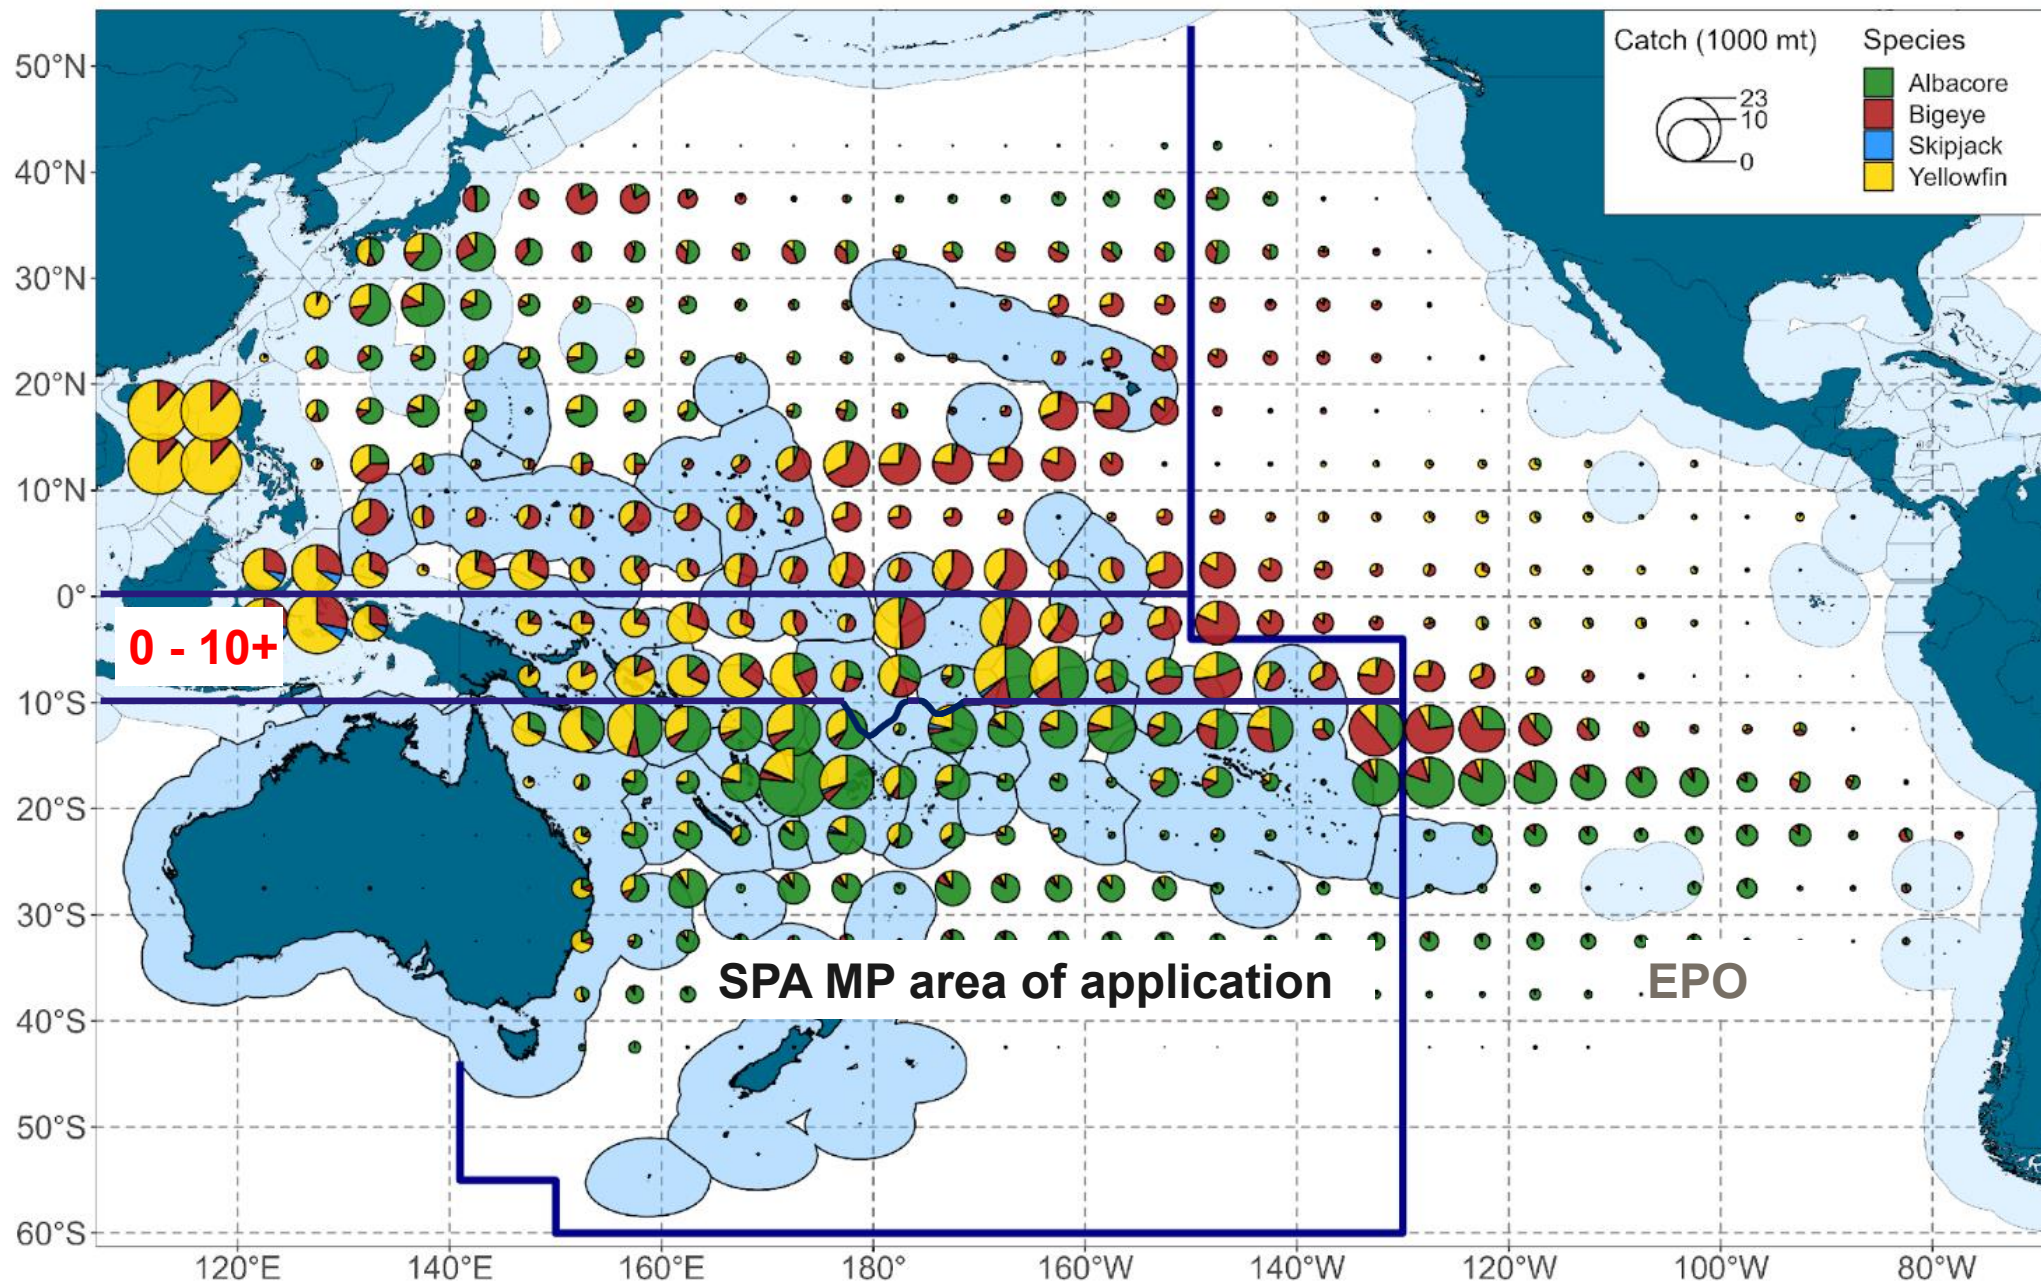 Catch (1000 mt)
23
10
0
Species
Albacore
Bigeye
Skipjack
Yellowfin
50°N
40°N
30°N
20°N
10°N
0°
10°S
20°S
30°S
40°S
50°S
60°S
0 - 10+
SPA MP area of application
EPO
120°E
140°E
160°E
180°
160°W
140°W
120°W
100°W
80°W